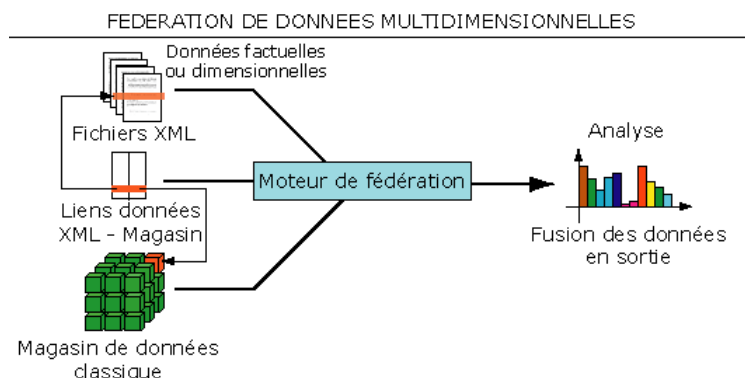 FEDERATION DE DONNEES MULTIDIMENSIONNELLES
Données factuelles
ou dimensionnelles
Fichiers XML
Liens données
XML - Magasin
Magasin de données
classique
Moteur de fédération
Analyse
Fusion des données
en sortie